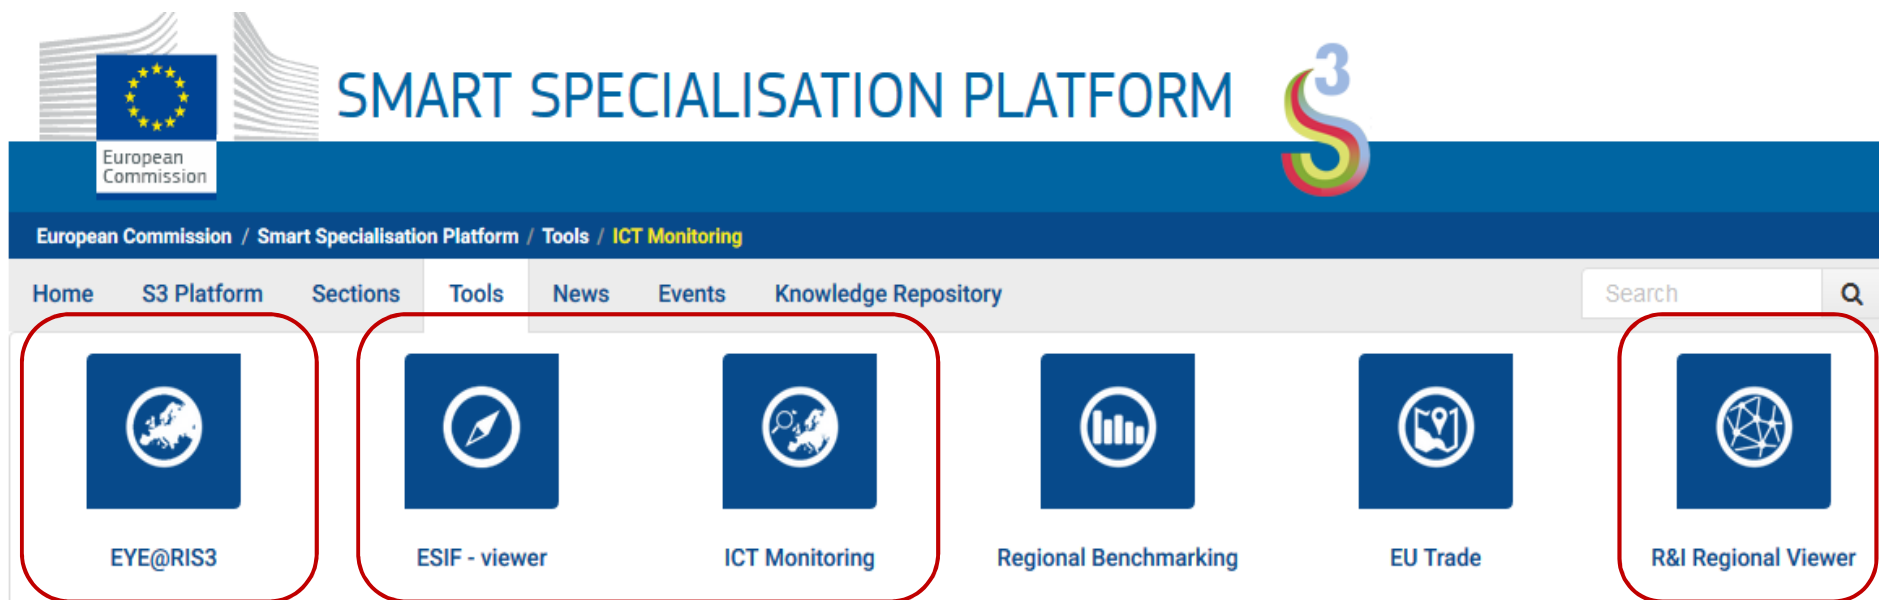 SMART SPECIALISATION PLATFORM
S3
European
Commission
European Commission / Smart Specialisation Platform / Tools / ICT Monitoring
Home S3 Platform Sections Tools News Events Knowledge Repository Search
EYE@RIS3 ESIF - viewer ICT Monitoring Regional Benchmarking EU Trade R&I Regional Viewer